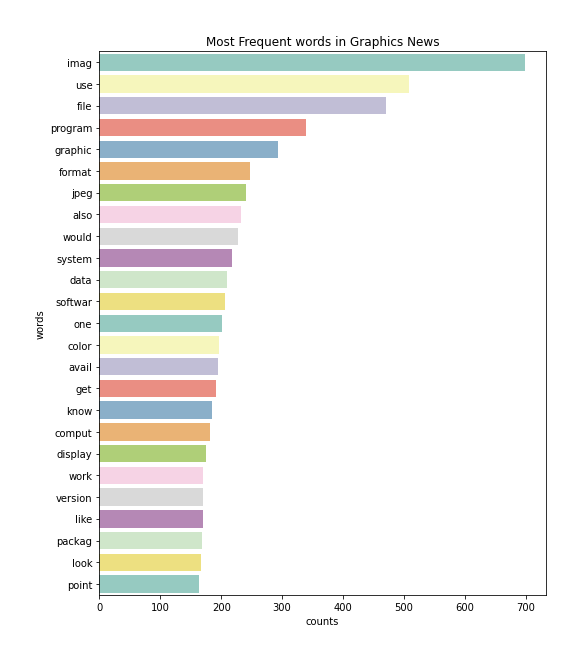 Most Frequent words in Graphics News
imag
use
file
program
graphic
format
jpeg
also
would
system
data
softwar
one
color
avail
get
know
comput
display
work
version
like
packag
look
point
words
0 100 200 300 400 500 600 700
counts